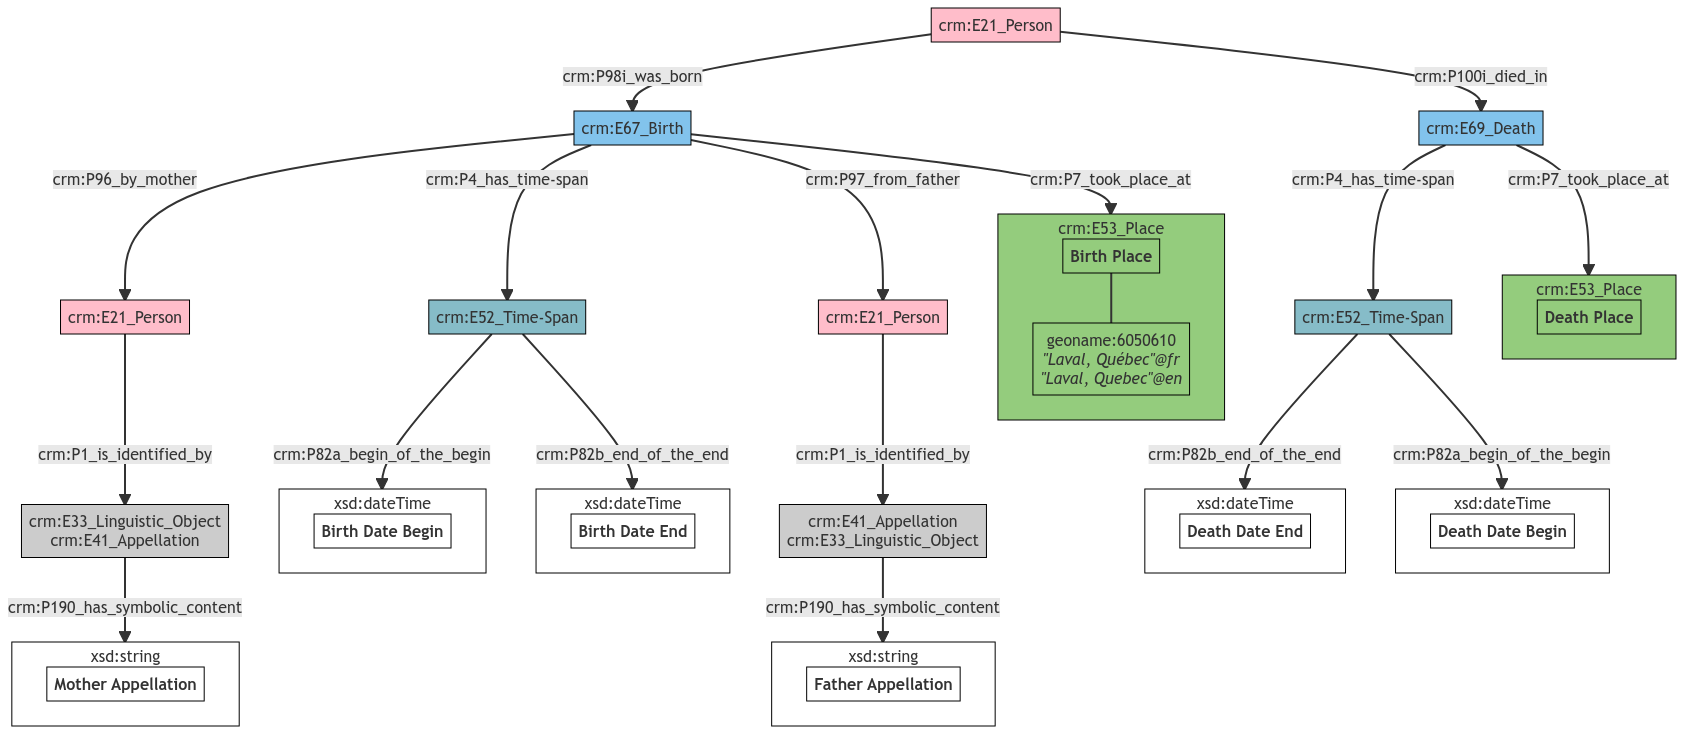 crm:E21_Person
crm:P98i_was_born
crm:P100i_died_in
crm:E67_Birth
crm:E69_Death
crm:P96_by_mother
crm:P4_has_time-span
crm:P97_from_father
crm:P7_took_place_at
crm:P4_has_time-span
crm:P7_took_place_at
crm:E53_Place
Birth Place
geoname:6050610
"Laval, Québec"@fr
"Laval, Quebec"@en
crm:E53_Place
Death Place
crm:E21_Person
crm:E52_Time-Span
crm:E21_Person
crm:E52_Time-Span
crm:P1_is_identified_by
crm:P82a_begin_of_the_begin
crm:P82b_end_of_the_end
crm:P1_is_identified_by
crm:P82b_end_of_the_end
crm:P82a_begin_of_the_begin
crm:E33_Linguistic_Object
crm:E41_Appellation
xsd:dateTime
Birth Date Begin
xsd:dateTime
Birth Date End
crm:E41_Appellation
crm:E33_Linguistic_Object
xsd:dateTime
Death Date End
xsd:dateTime
Death Date Begin
crm:P190_has_symbolic_content
crm:P190_has_symbolic_content
xsd:string
Mother Appellation
xsd:string
Father Appellation